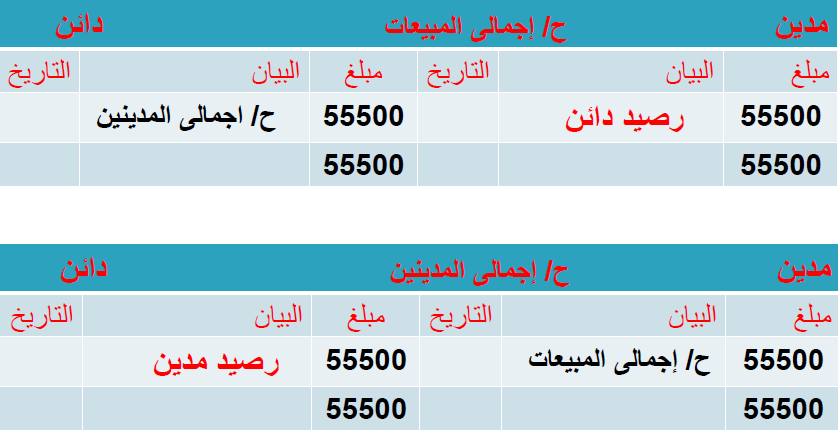 مدين ح/ إجمالى المبيعات دائن
مبلغ البيان التاريخ مبلغ البيان التاريخ
55500 رصيد دائن 55500 ح/ اجمالى المدينين
55500 55500
مدين ح/ إجمالى المدينين دائن
مبلغ البيان التاريخ مبلغ البيان التاريخ
55500 ح/ إجمالى المبيعات 55500 رصيد مدين
55500 55500